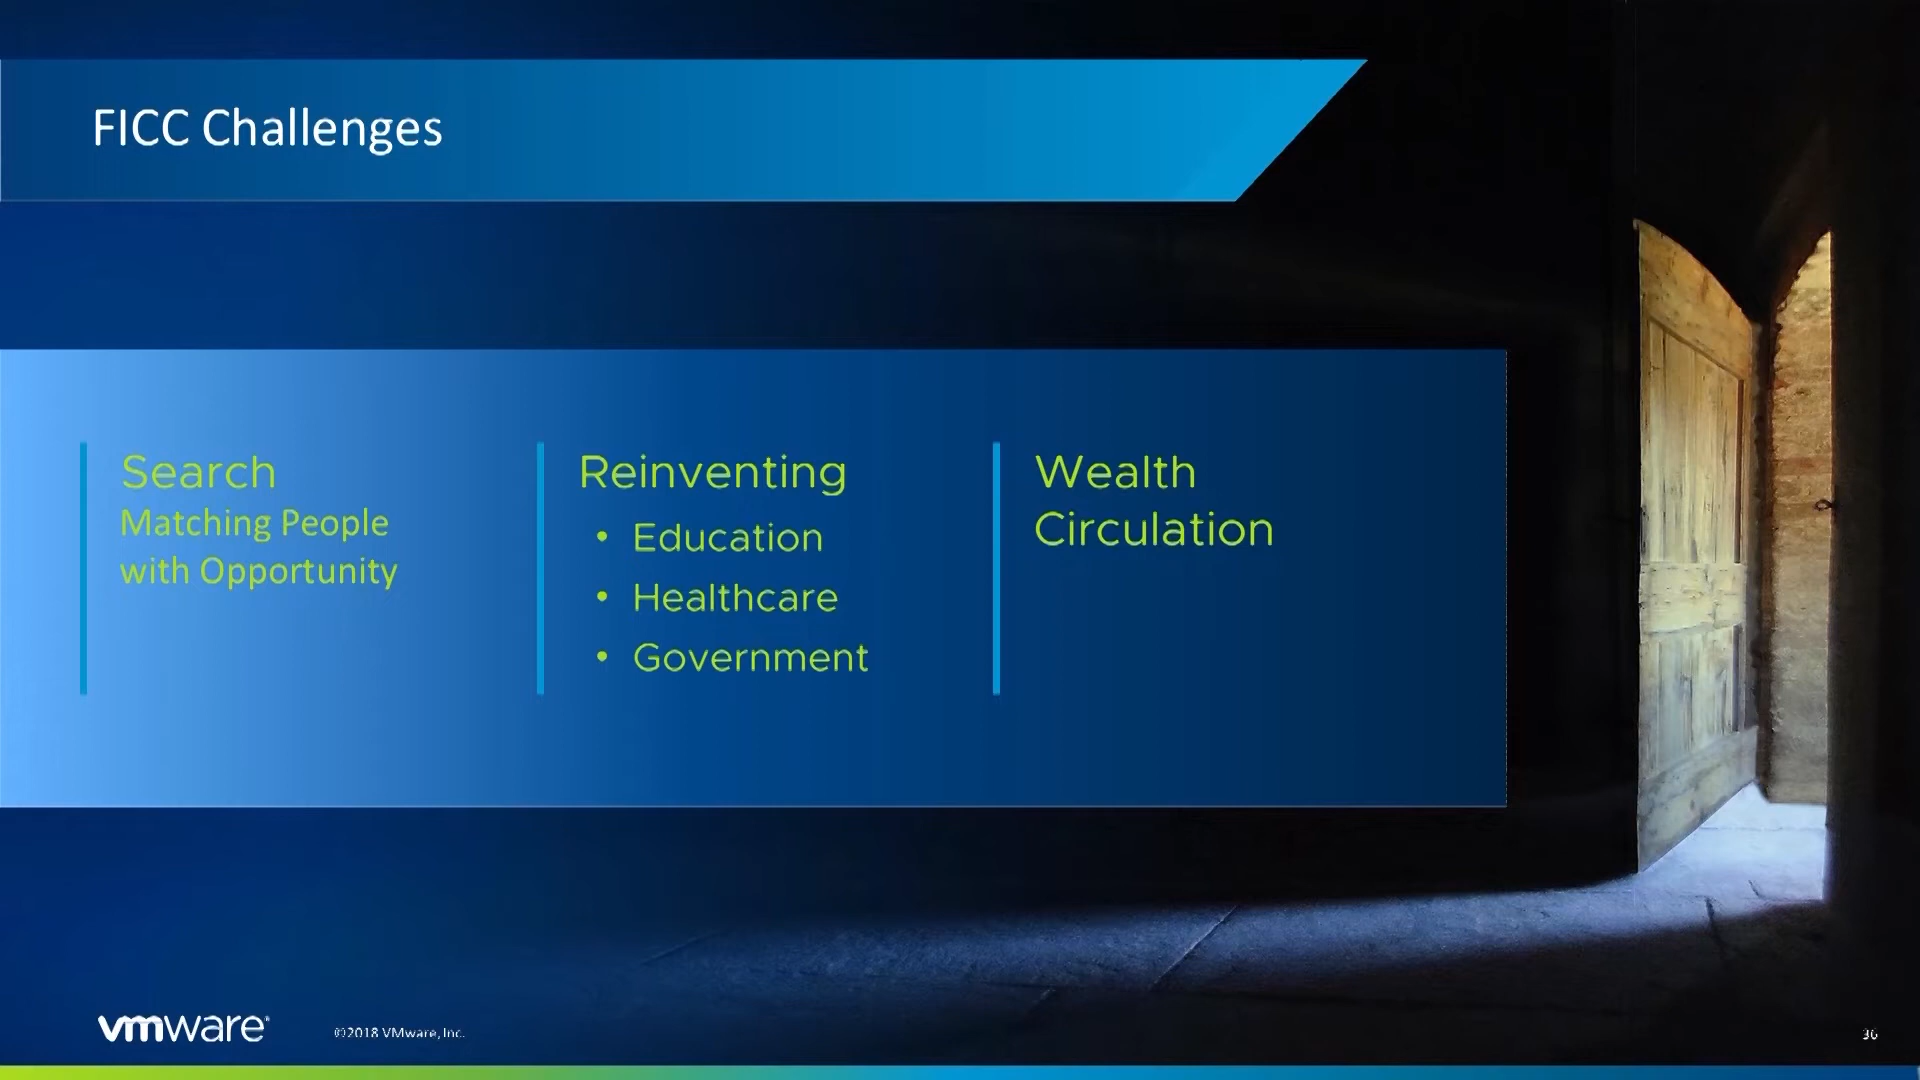 FICC Challenges
Search
Matching People
with Opportunity
Reinventing
• Education
• Healthcare
• Government
Wealth
Circulation
vmware®
©2018 VMware, Inc.
36